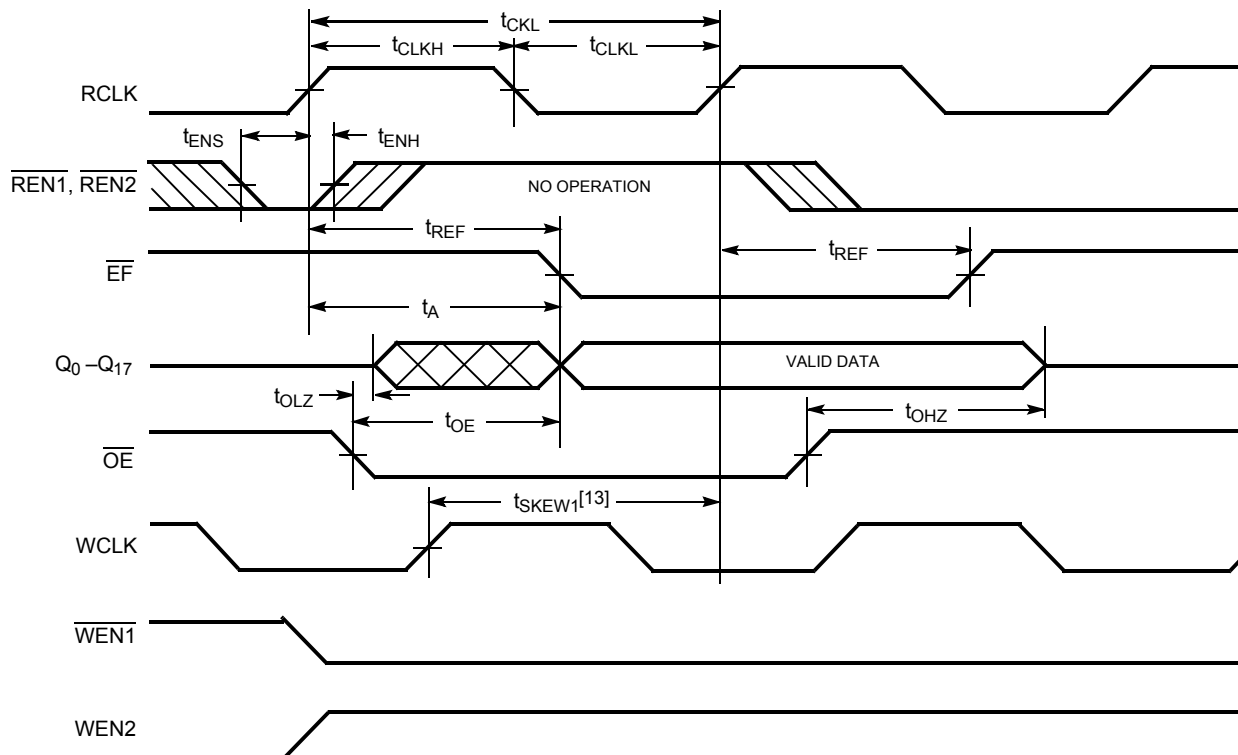 tCKL
tCLKH
tCLKL
RCLK
tENS
tENH
REN1, REN2
NO OPERATION
tREF
tREF
EF
tA
Q0 –Q17
VALID DATA
tOLZ
tOE
tOHZ
OE
tSKEW1[13]
WCLK
WEN1
WEN2